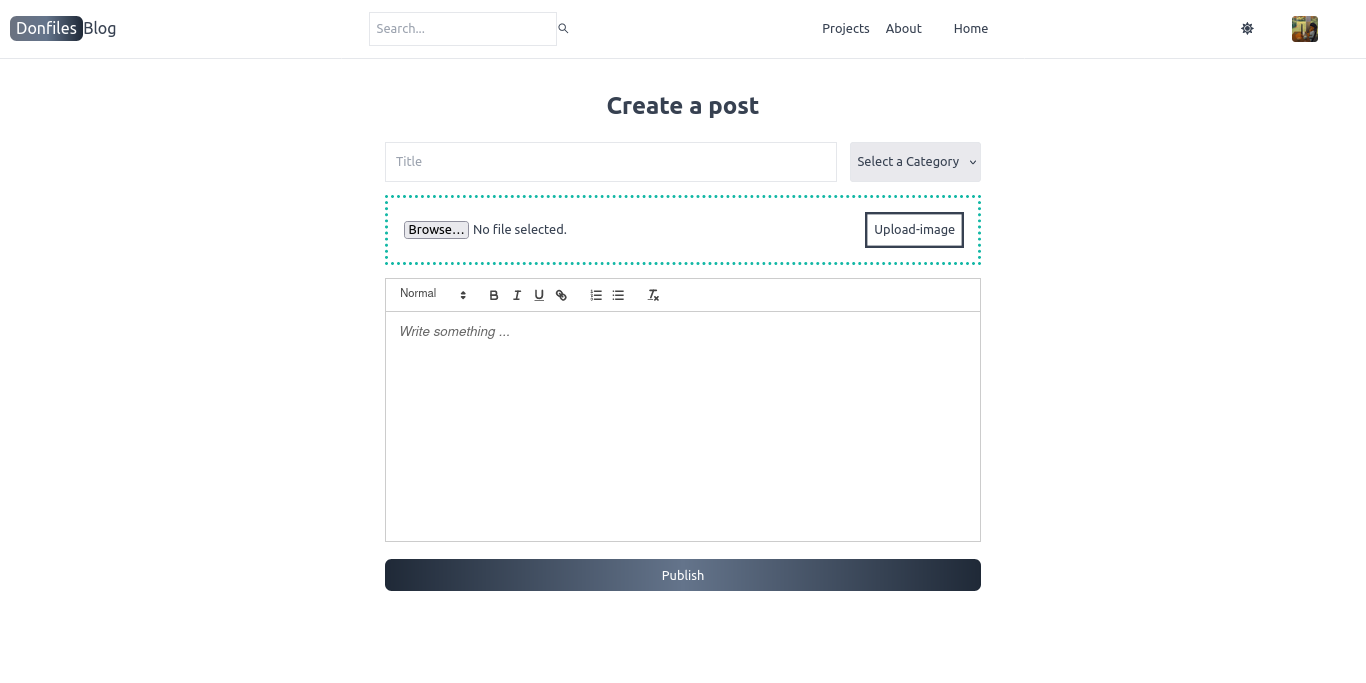 Donfiles Blog
Search...
Projects
About
Home
Create a post
Title
Select a Category
Browse... No file selected.
Upload-image
Normal
Write something ...
Publish